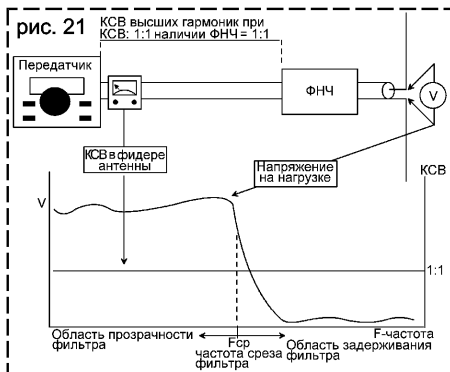 рис. 21
КСВ высших гармоник при
КСВ: 1:1 наличии ФНЧ = 1:1
Передатчик
ФНЧ
V
КСВ в фидере
антенны
Напряжение
на нагрузке
V
КСВ
1:1
Область прозрачности
фильтра
Fср
частота среза
фильтра
F-частота
Область задерживания